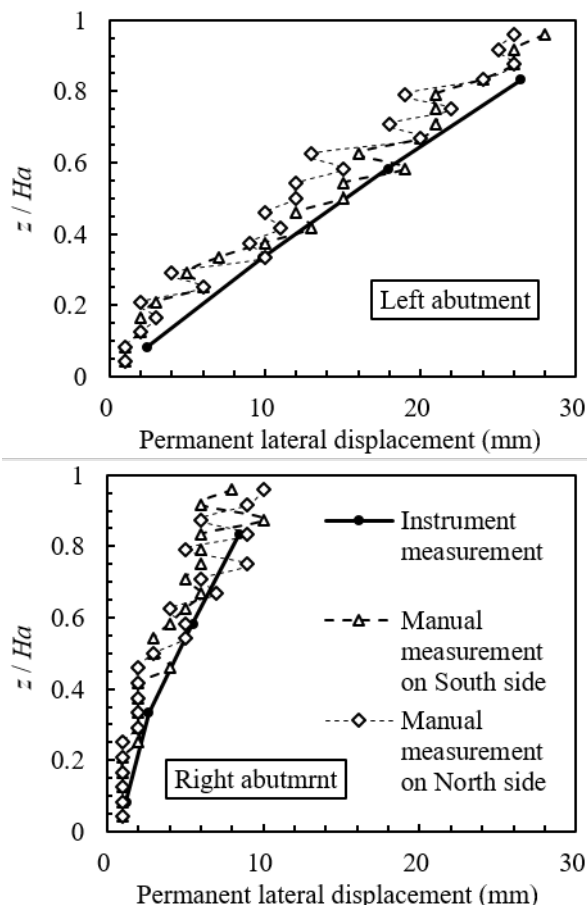 1
0.8
0.6
0.4
0.2
0
z / Ha
Left abutment
0
10
20
30
Permanent lateral displacement (mm)
1
0.8
0.6
0.4
0.2
0
z / Ha
Instrument
measurement
Manual
measurement
on South side
Manual
measurement
on North side
Right abutmrnt
0
10
20
30
Permanent lateral displacement (mm)